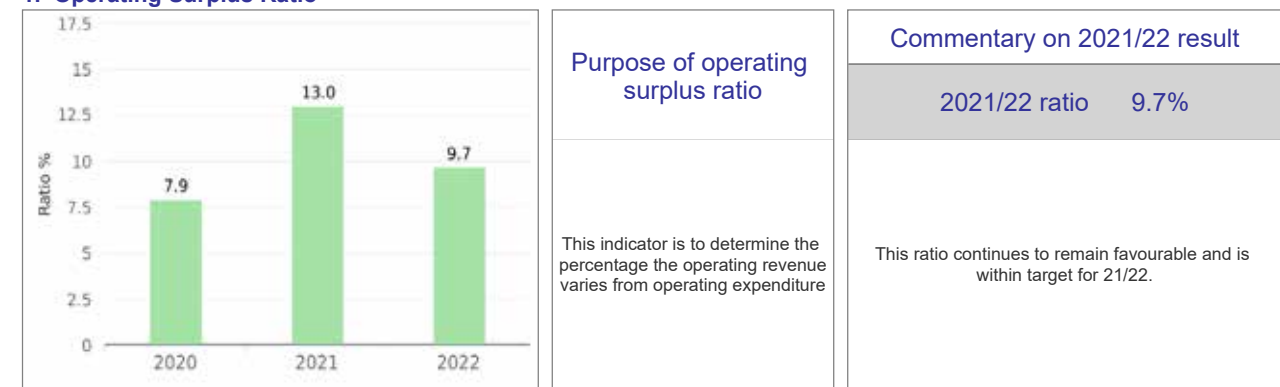 Operating Surplus Ratio
17.5
15
12.5
10
7.5
5
2.5
0
Ratio %
7.9
13.0
9.7
2020 2021 2022
Purpose of operating
surplus ratio
This indicator is to determine the
percentage the operating revenue
varies from operating expenditure
Commentary on 2021/22 result
2021/22 ratio 9.7%
This ratio continues to remain favourable and is
within target for 21/22.